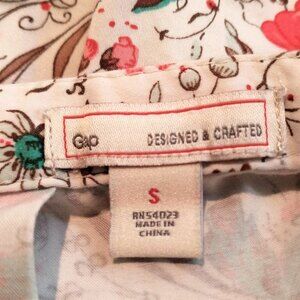 Gap DESIGNED & CRAFTED
S
RN54023
MADE IN
CHINA